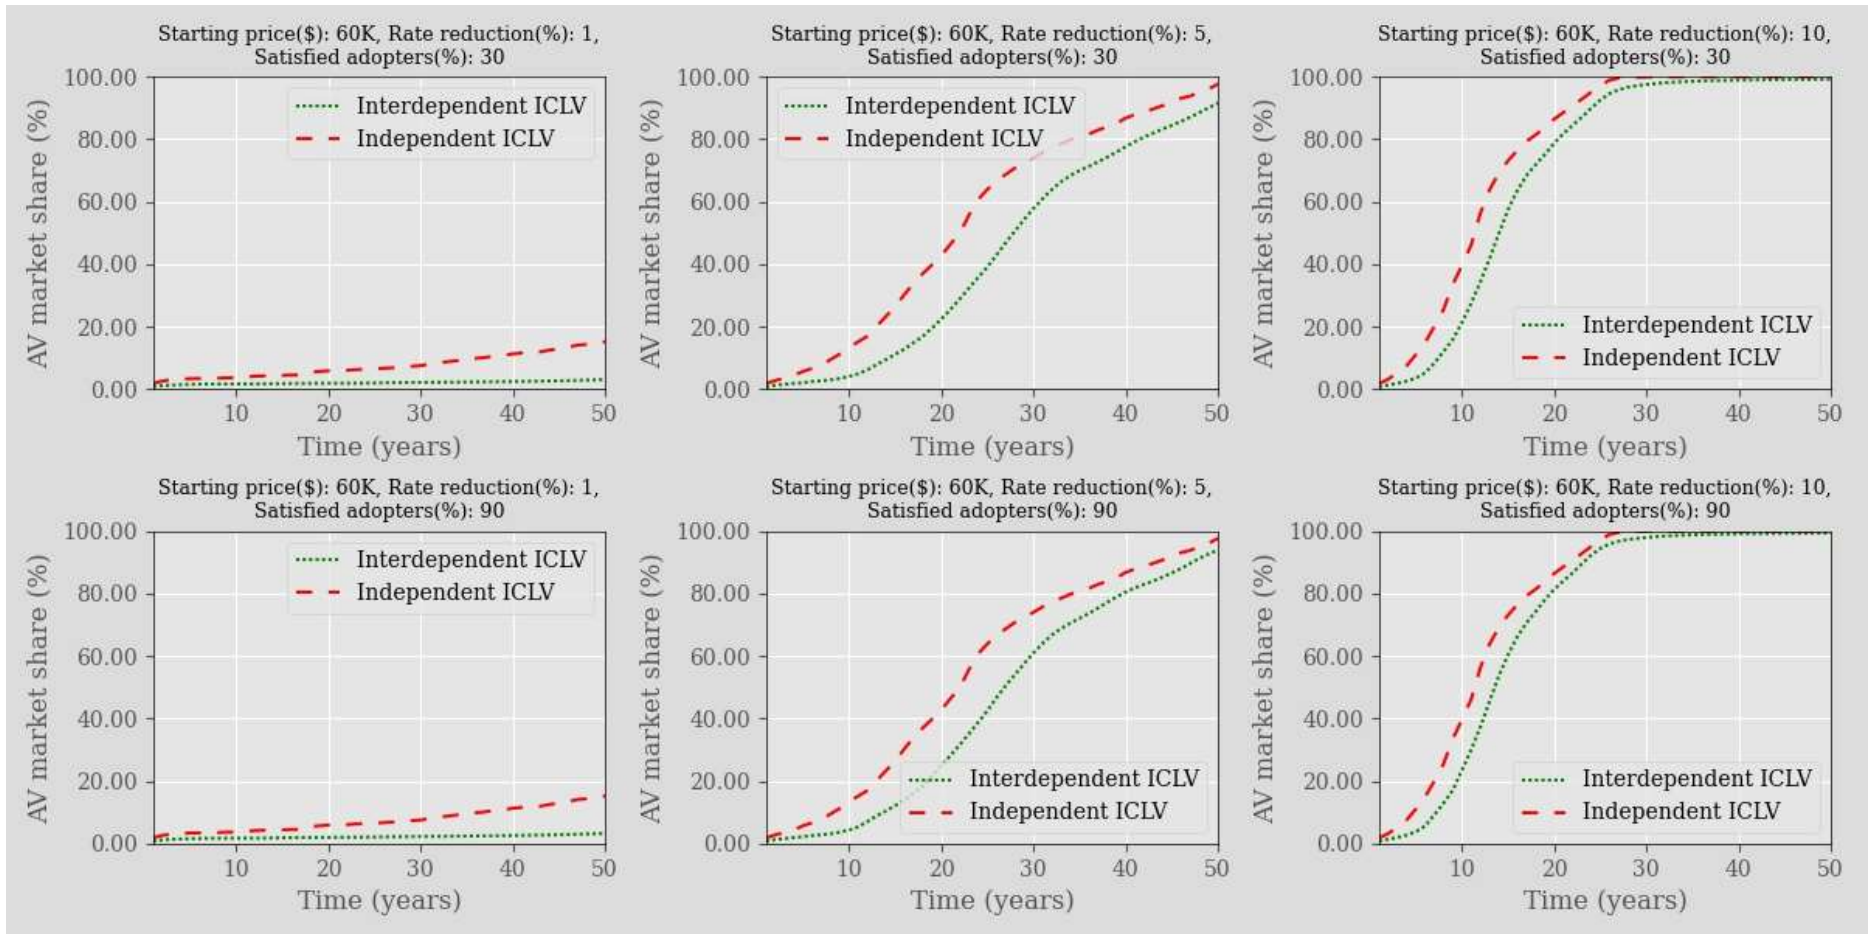 Starting price($): 60K, Rate reduction(%): 1,
Satisfied adopters(%): 30
AV market share (%)
100.00
80.00
60.00
40.00
20.00
0.00
Interdependent ICLV
Independent ICLV
10 20 30 40 50
Time (years)
Starting price($): 60K, Rate reduction(%): 5,
Satisfied adopters(%): 30
AV market share (%)
100.00
80.00
60.00
40.00
20.00
0.00
Interdependent ICLV
Independent ICLV
10 20 30 40 50
Time (years)
Starting price($): 60K, Rate reduction(%): 10,
Satisfied adopters(%): 30
AV market share (%)
100.00
80.00
60.00
40.00
20.00
0.00
Interdependent ICLV
Independent ICLV
10 20 30 40 50
Time (years)
Starting price($): 60K, Rate reduction(%): 1,
Satisfied adopters(%): 90
AV market share (%)
100.00
80.00
60.00
40.00
20.00
0.00
Interdependent ICLV
Independent ICLV
10 20 30 40 50
Time (years)
Starting price($): 60K, Rate reduction(%): 5,
Satisfied adopters(%): 90
AV market share (%)
100.00
80.00
60.00
40.00
20.00
0.00
Interdependent ICLV
Independent ICLV
10 20 30 40 50
Time (years)
Starting price($): 60K, Rate reduction(%): 10,
Satisfied adopters(%): 90
AV market share (%)
100.00
80.00
60.00
40.00
20.00
0.00
Interdependent ICLV
Independent ICLV
10 20 30 40 50
Time (years)